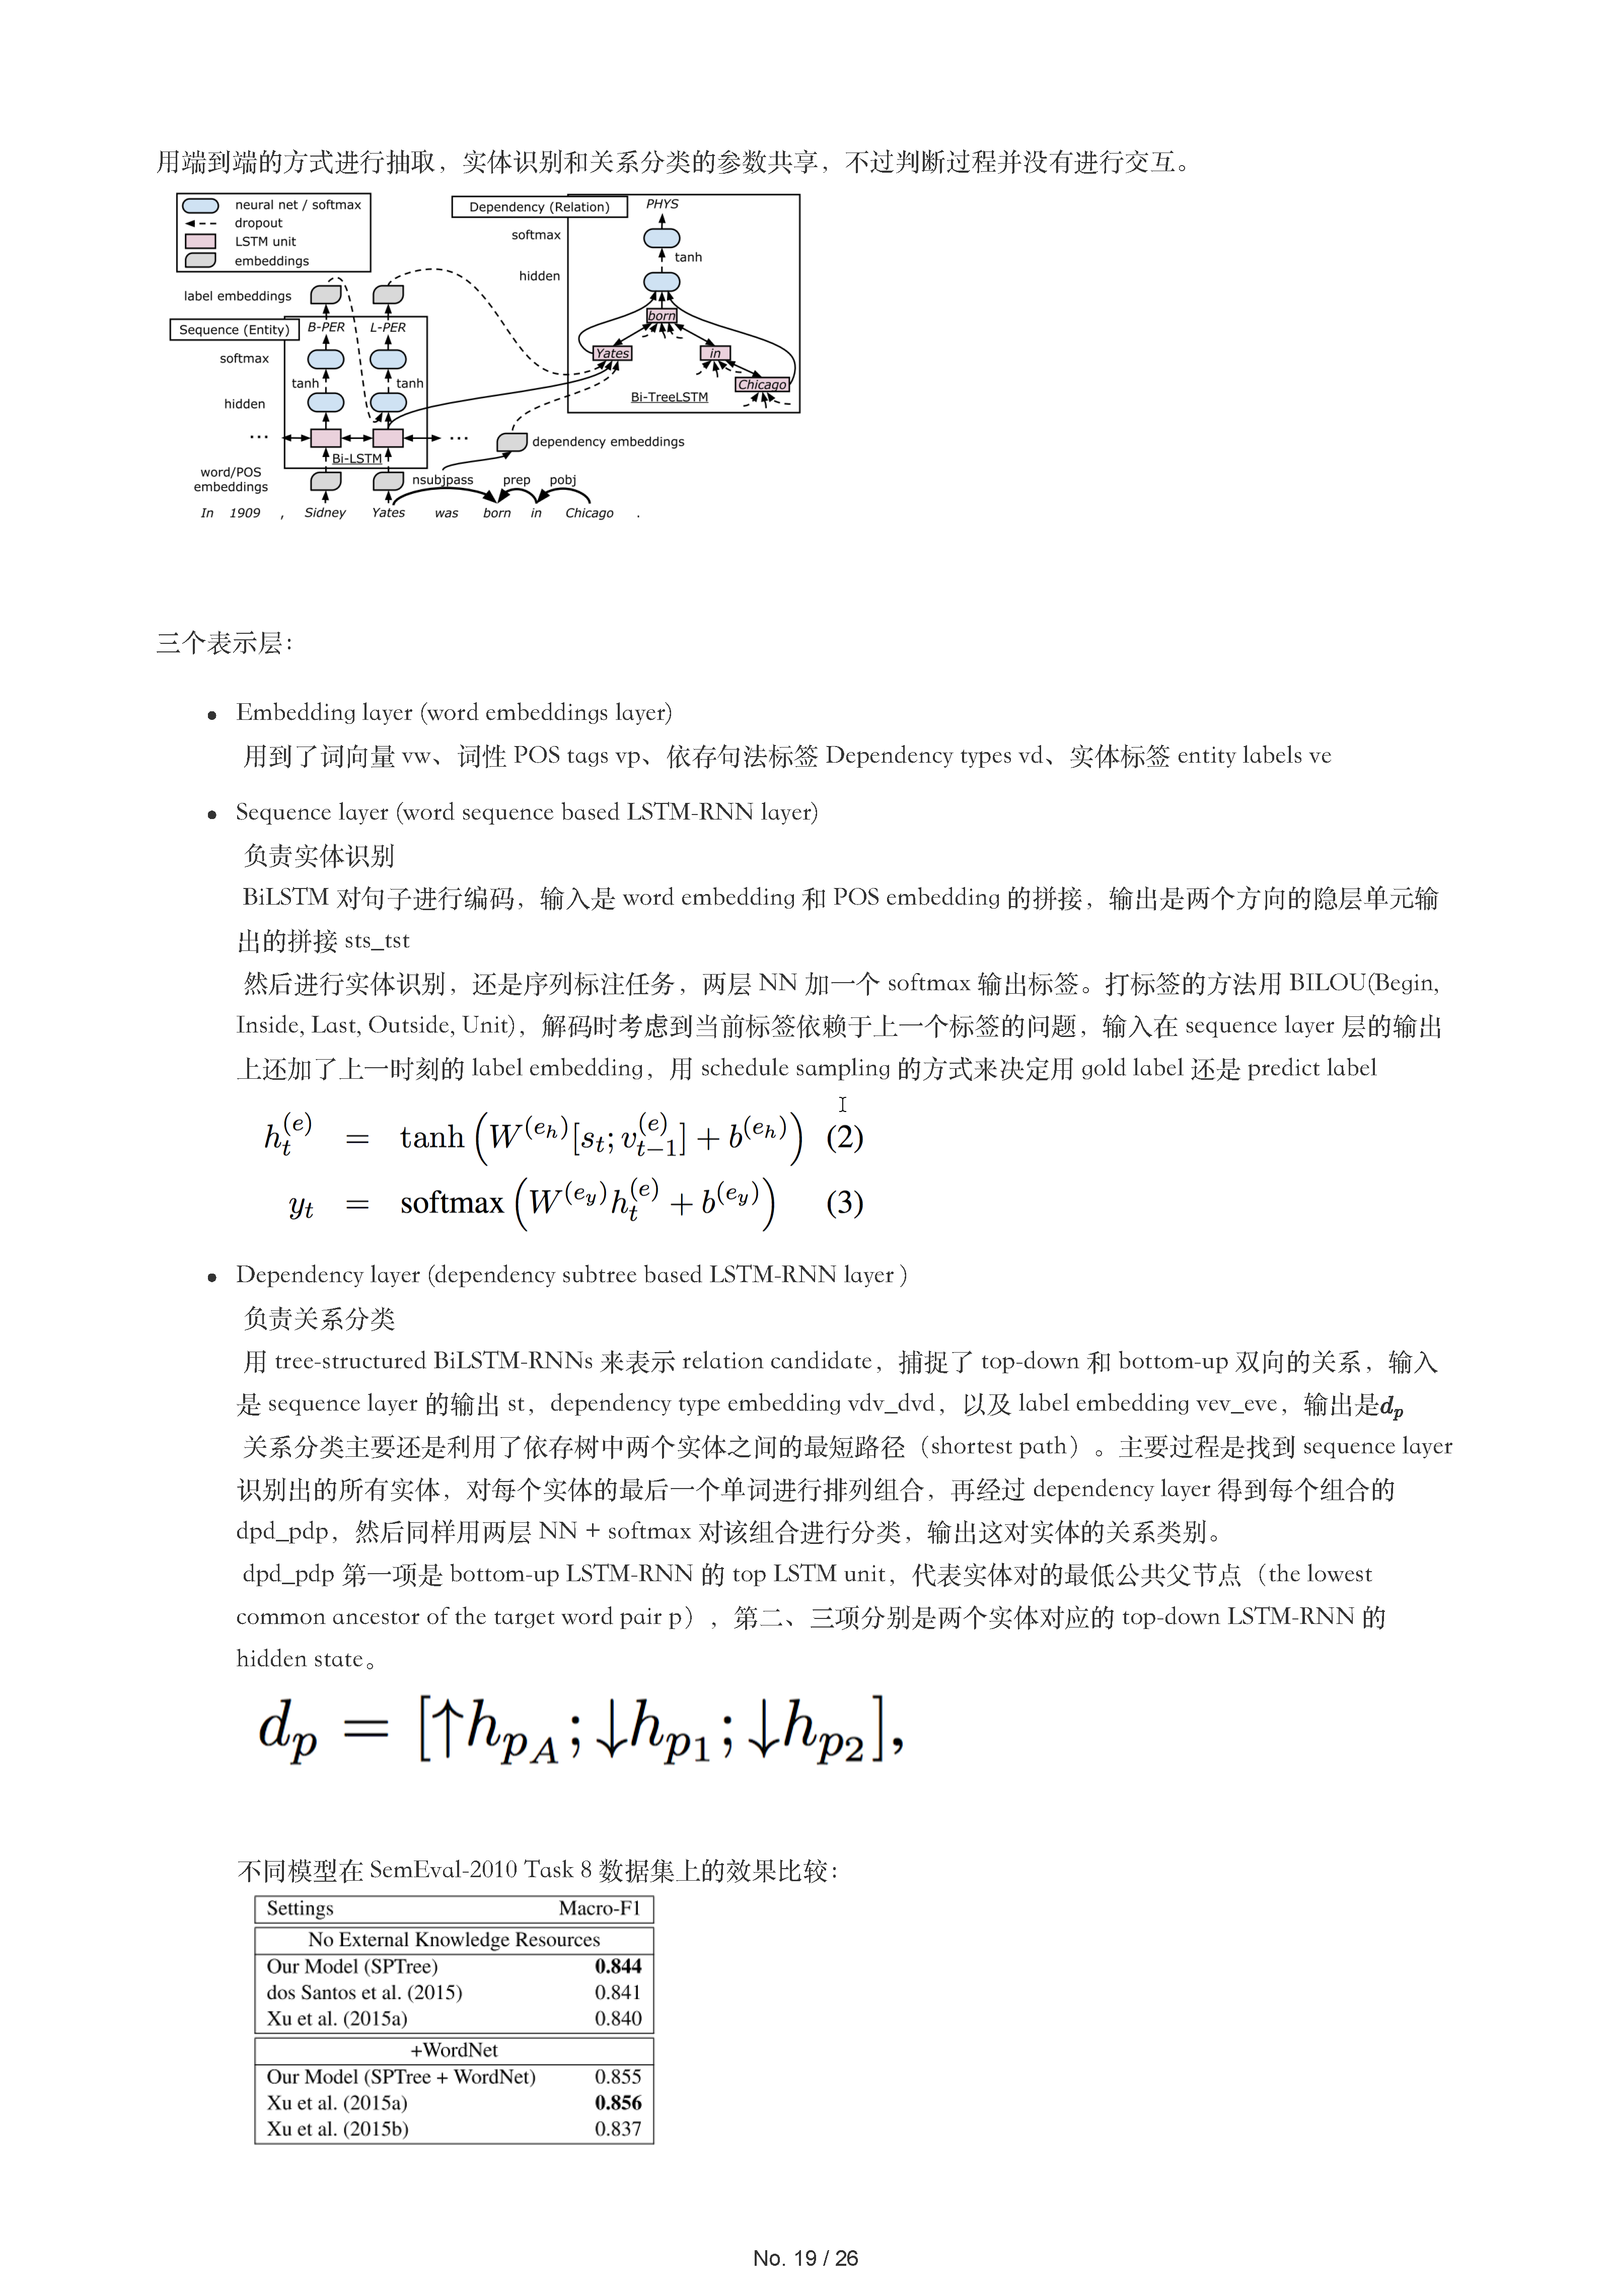 用端到端的方式进行抽取，实体识别和关系分类的参数共享，不过判断过程并没有进行交互。
neural net / softmax
dropout
LSTM unit
embeddings
Dependency (Relation)
PHYS
softmax
tanh
hidden
born
Yates
in
Chicago
Bi-TreeLSTM
label embeddings
Sequence (Entity)
B-PER
L-PER
softmax
tanh
tanh
hidden
...
...
Bi-LSTM
dependency embeddings
word/POS
embeddings
nsubjpass prep pobj
In 1909 , Sidney Yates was born in Chicago .
三个表示层：
• Embedding layer (word embeddings layer)
用到了词向量 vw、词性 POS tags vp、依存句法标签 Dependency types vd、实体标签 entity labels ve
• Sequence layer (word sequence based LSTM-RNN layer)
负责实体识别
BiLSTM 对句子进行编码，输入是 word embedding 和 POS embedding 的拼接，输出是两个方向的隐层单元输
出的拼接 sts_tst
然后进行实体识别，还是序列标注任务，两层 NN 加一个 softmax 输出标签。打标签的方法用 BILOU(Begin,
Inside, Last, Outside, Unit)，解码时考虑到当前标签依赖于上一个标签的问题，输入在 sequence layer 层的输出
上还加了上一时刻的 label embedding，用 schedule sampling 的方式来决定用 gold label 还是 predict label
h_t^{(e)} = tanh (W^{(e_h)}[s_t; v_{t-1}^{(e)}] + b^{(e_h)}) (2)
y_t = softmax (W^{(e_y)} h_t^{(e)} + b^{(e_y)}) (3)
• Dependency layer (dependency subtree based LSTM-RNN layer )
负责关系分类
用 tree-structured BiLSTM-RNNs 来表示 relation candidate，捕捉了 top-down 和 bottom-up 双向的关系，输入
是 sequence layer 的输出 st，dependency type embedding vdv_dvd，以及 label embedding vev_eve，输出是d_p
关系分类主要还是利用了依存树中两个实体之间的最短路径（shortest path）。主要过程是找到 sequence layer
识别出的所有实体，对每个实体的最后一个单词进行排列组合，再经过 dependency layer 得到每个组合的
dpd_pdp，然后同样用两层 NN + softmax 对该组合进行分类，输出这对实体的关系类别。
dpd_pdp 第一项是 bottom-up LSTM-RNN 的 top LSTM unit，代表实体对的最低公共父节点（the lowest
common ancestor of the target word pair p），第二、三项分别是两个实体对应的 top-down LSTM-RNN 的
hidden state。
d_p = [↑h_{p_A}; ↓h_{p_1}; ↓h_{p_2}],
不同模型在 SemEval-2010 Task 8 数据集上的效果比较：
Settings Macro-F1
No External Knowledge Resources
Our Model (SPTree) 0.844
dos Santos et al. (2015) 0.841
Xu et al. (2015a) 0.840
+WordNet
Our Model (SPTree + WordNet) 0.855
Xu et al. (2015a) 0.856
Xu et al. (2015b) 0.837
No. 19 / 26